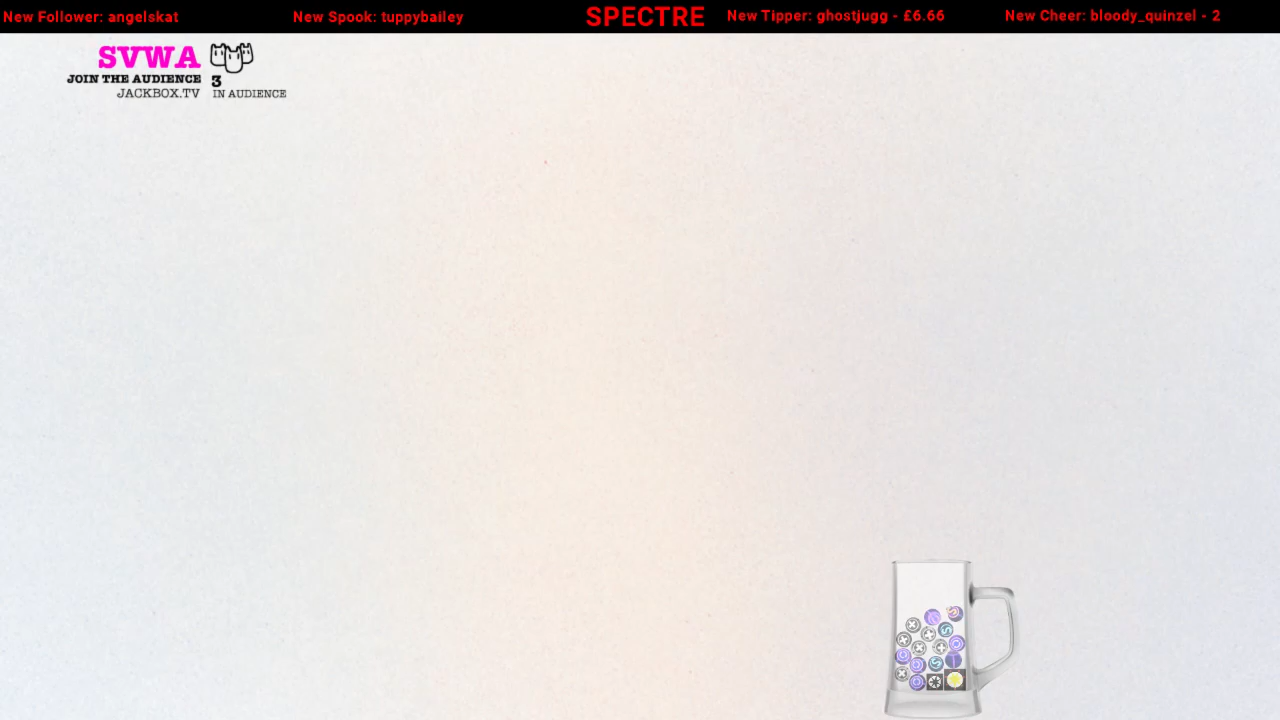 New Follower: angelskat
New Spook: tuppybailey
SPECTRE
New Tipper: ghostjugg - £6.66
New Cheer: bloody_quinzel - 2
SVWA
JOIN THE AUDIENCE
JACKBOX.TV
3
IN AUDIENCE